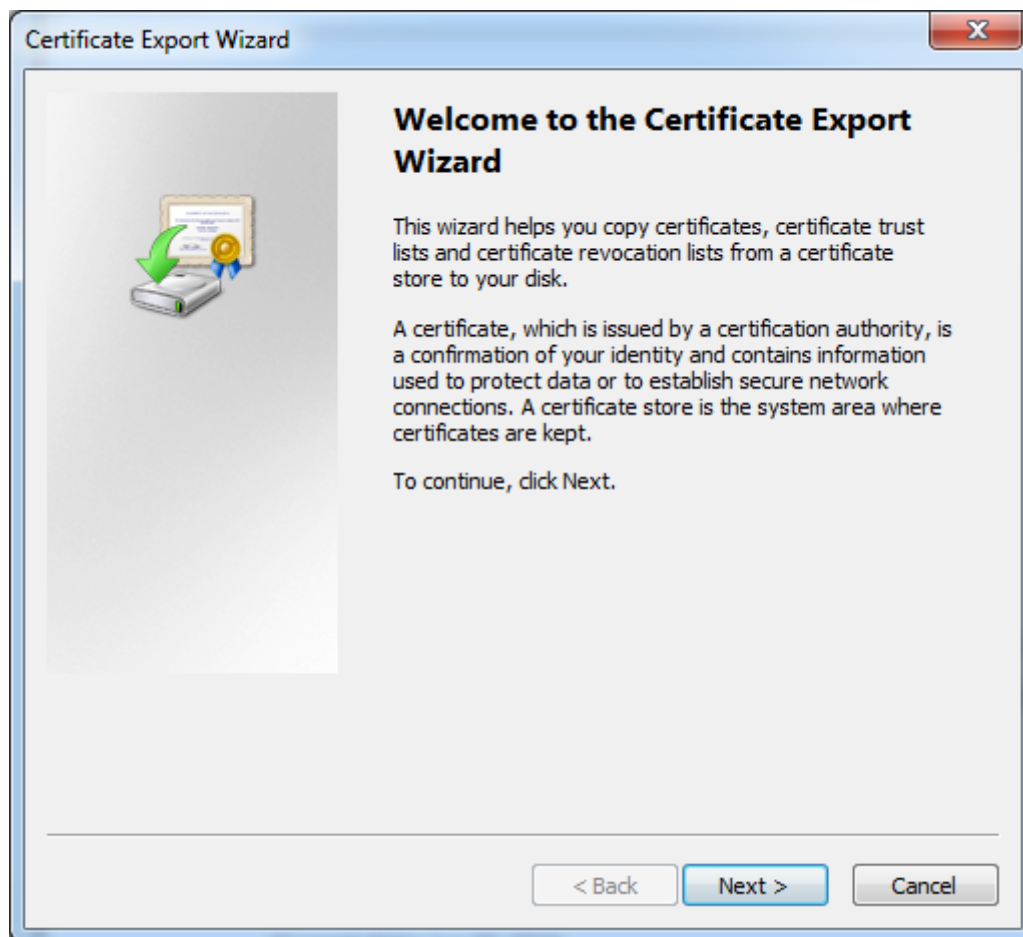 Certificate Export Wizard
Welcome to the Certificate Export
Wizard
This wizard helps you copy certificates, certificate trust
lists and certificate revocation lists from a certificate
store to your disk.
A certificate, which is issued by a certification authority, is
a confirmation of your identity and contains information
used to protect data or to establish secure network
connections. A certificate store is the system area where
certificates are kept.
To continue, click Next.
< Back
Next >
Cancel